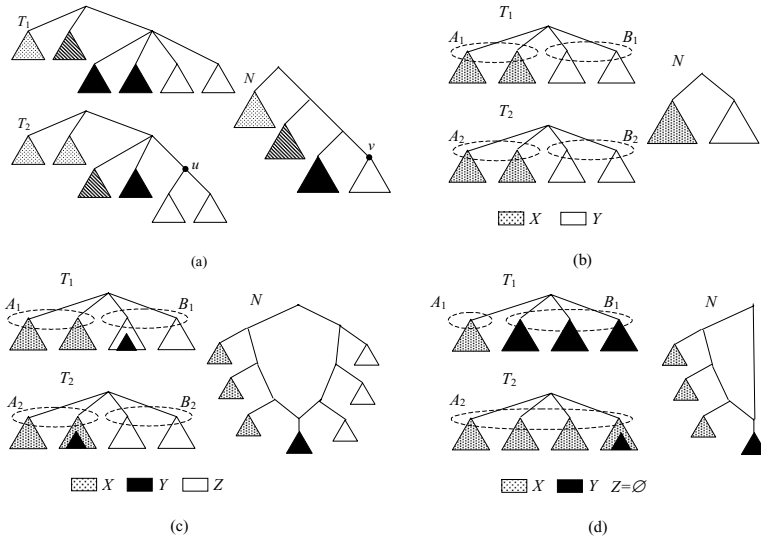 T1
T2
u
N
v
(a)
T1
A1 B1
N
T2
A2 B2
X Y
(b)
T1
A1 B1
N
T2
A2 B2
X Y Z
(c)
T1
A1 B1
N
T2
A2
X Y Z=∅
(d)